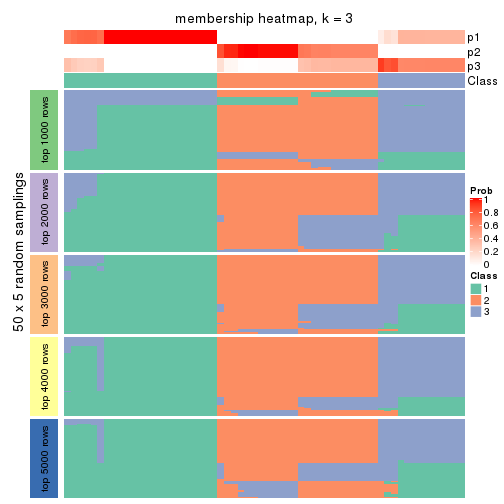 membership heatmap, k = 3
p1
p2
p3
Class
50 x 5 random samplings
top 1000 rows
top 2000 rows
top 3000 rows
top 4000 rows
top 5000 rows
Prob
1
0.8
0.6
0.4
0.2
0
Class
1
2
3